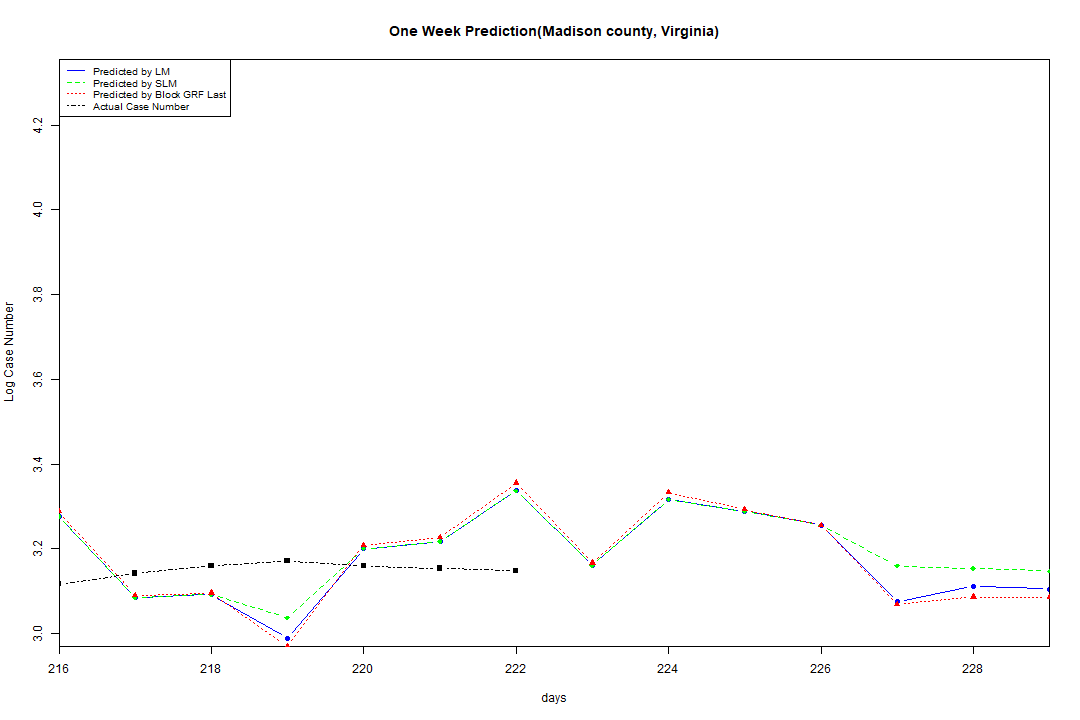 One Week Prediction(Madison county, Virginia)
Predicted by LM
Predicted by SLM
Predicted by Block GRF Last
Actual Case Number
4.2
4.0
3.8
3.6
3.4
3.2
3.0
Log Case Number
216 218 220 222 224 226 228
days